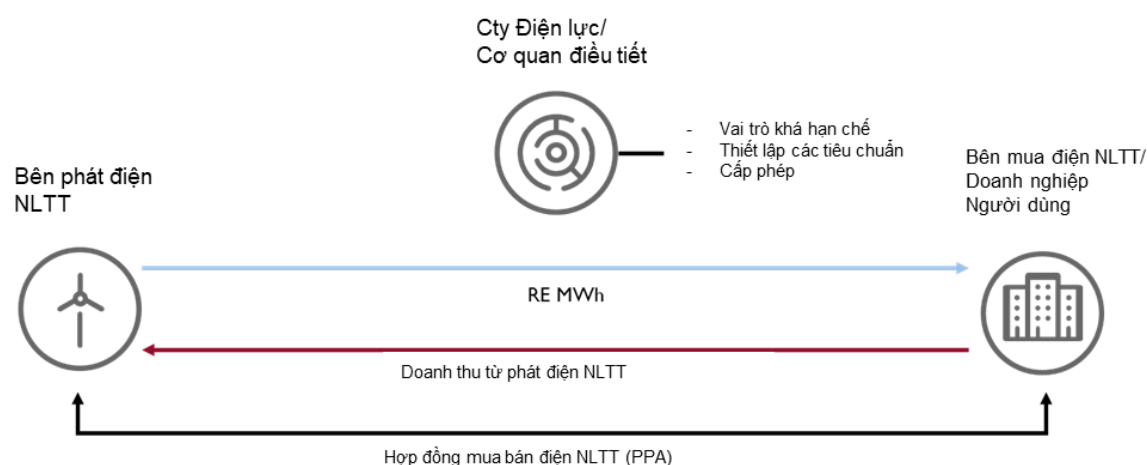 Cty Điện lực/
Cơ quan điều tiết
- Vai trò khá hạn chế
- Thiết lập các tiêu chuẩn
- Cấp phép
Bên phát điện
NLTT
Bên mua điện NLTT/
Doanh nghiệp
Người dùng
RE MWh
Doanh thu từ phát điện NLTT
Hợp đồng mua bán điện NLTT (PPA)